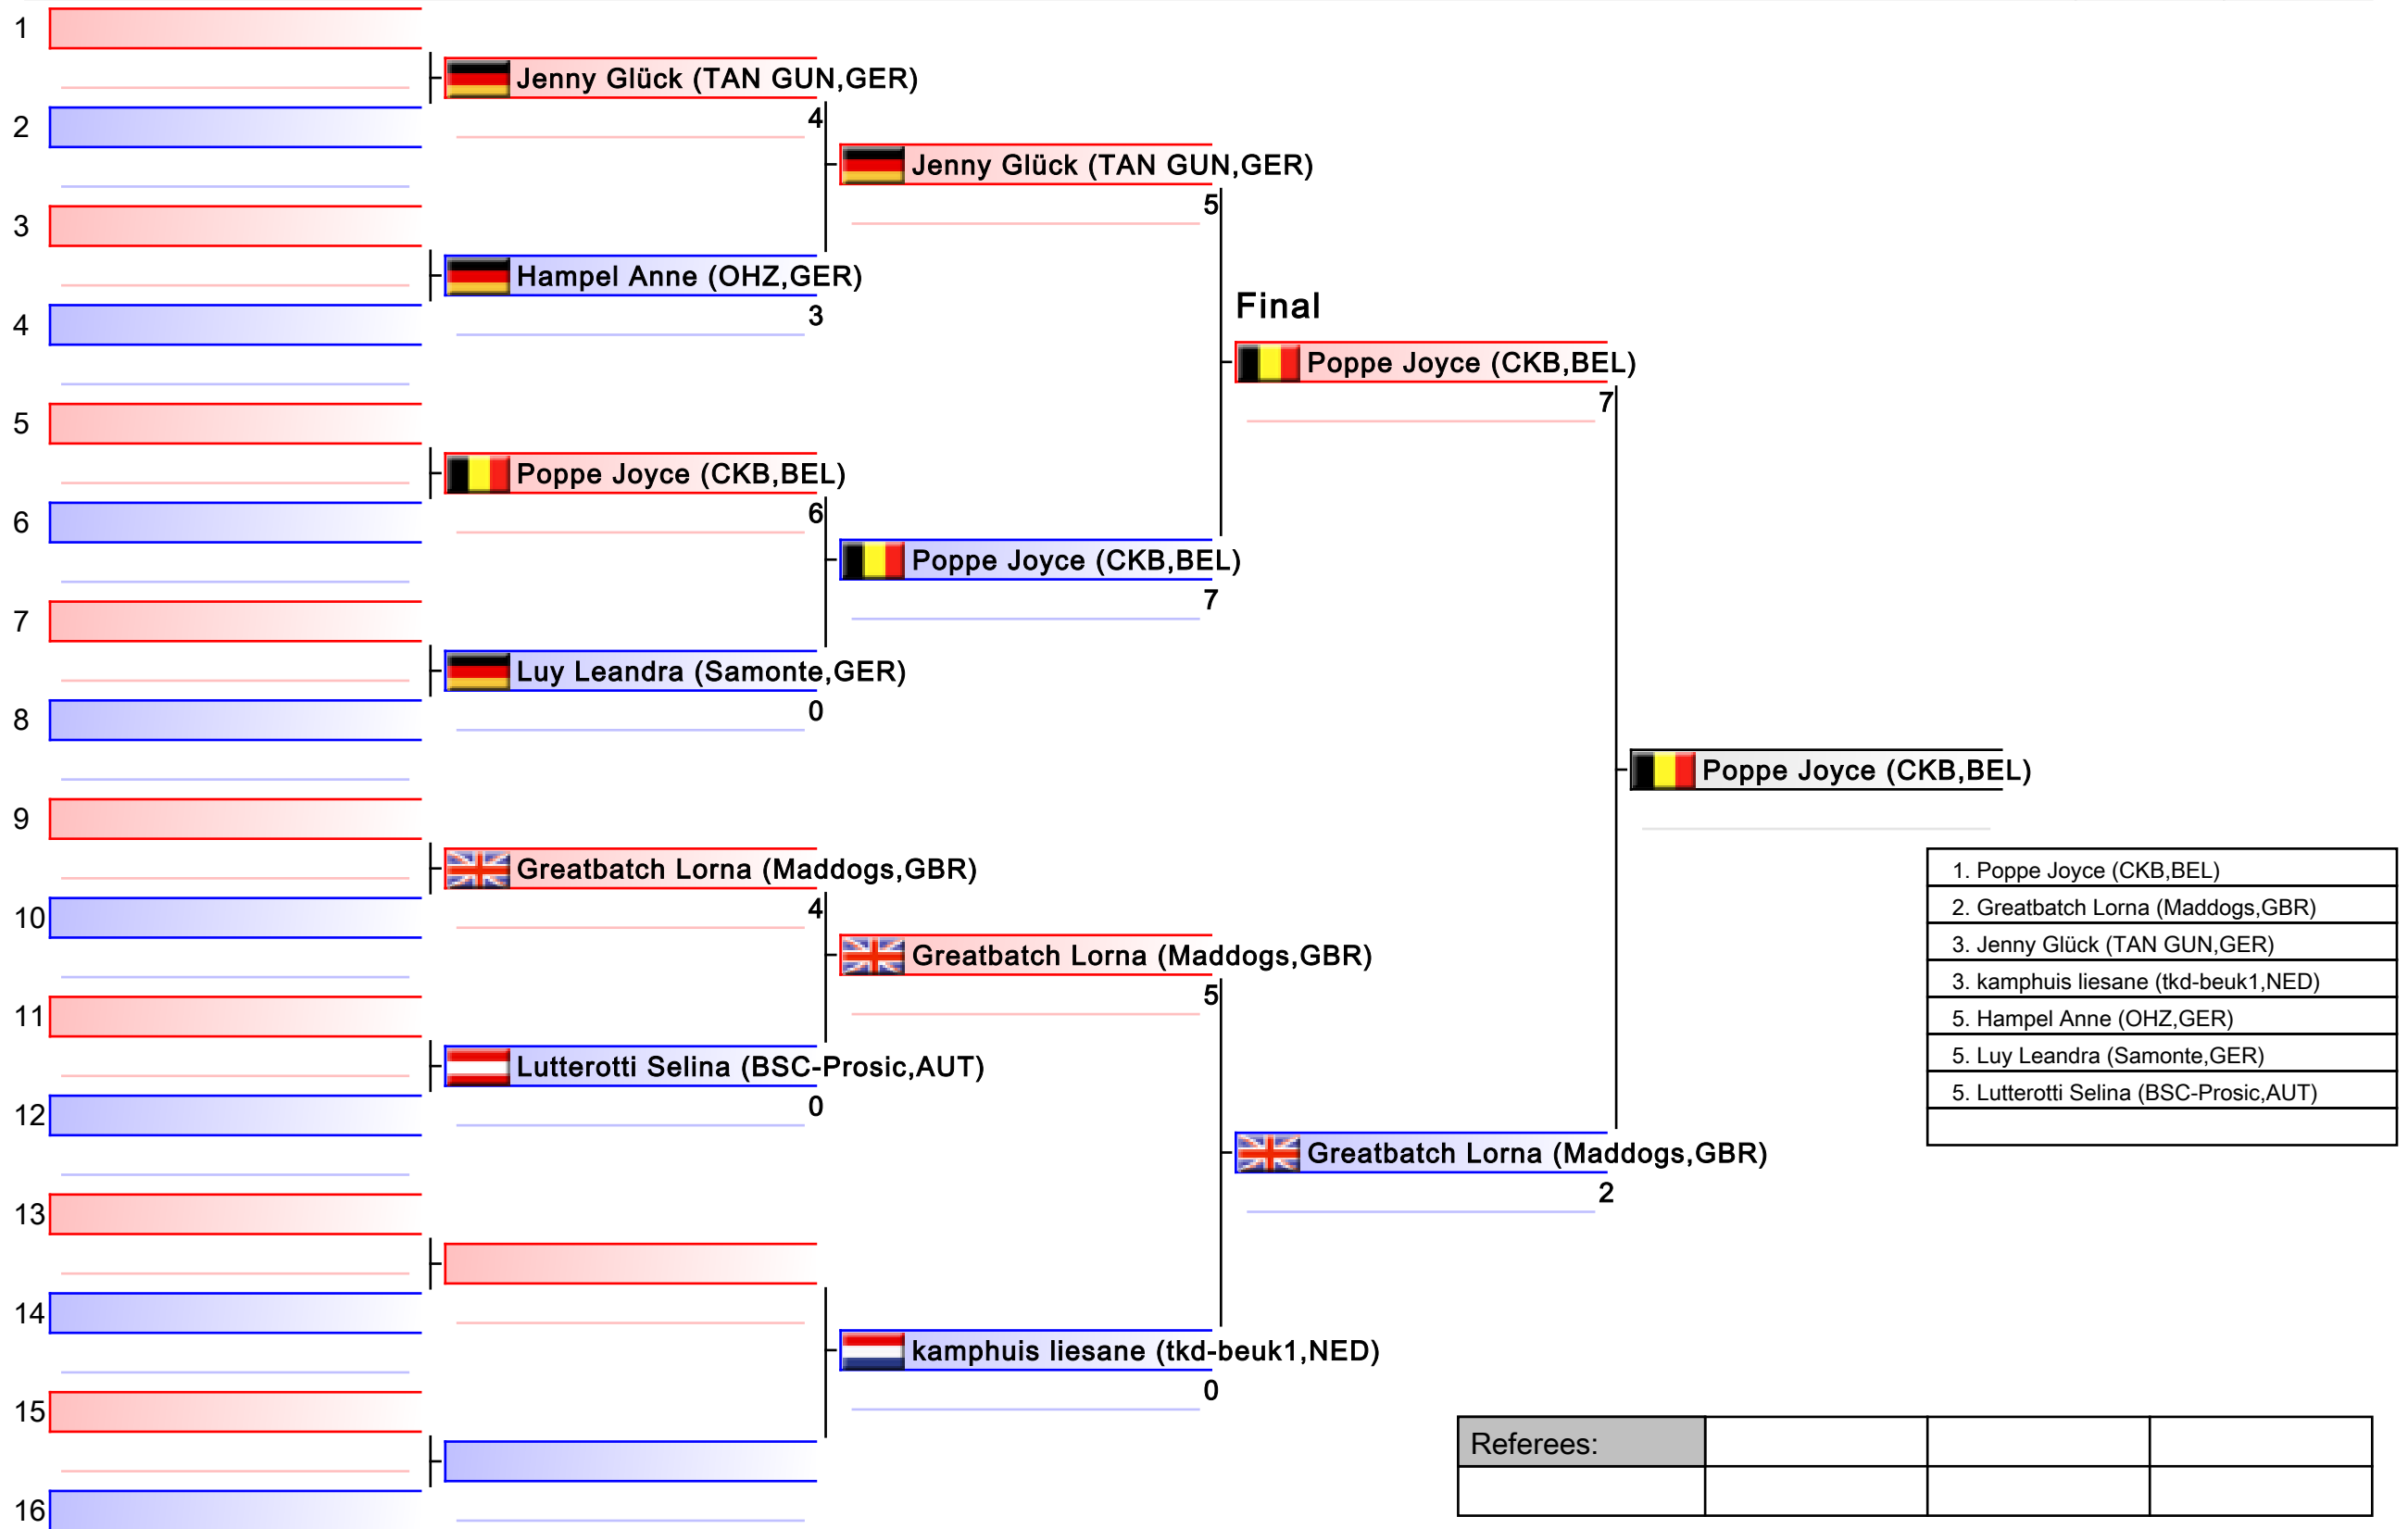 1
Jenny Glück (TAN GUN,GER)
4
2
Jenny Glück (TAN GUN,GER)
5
3
Hampel Anne (OHZ,GER)
3
4
Final
Poppe Joyce (CKB,BEL)
7
5
Poppe Joyce (CKB,BEL)
6
6
Poppe Joyce (CKB,BEL)
7
7
Luy Leandra (Samonte,GER)
0
8
Poppe Joyce (CKB,BEL)
9
Greatbatch Lorna (Maddogs,GBR)
4
10
Greatbatch Lorna (Maddogs,GBR)
5
11
Lutterotti Selina (BSC-Prosic,AUT)
0
12
Greatbatch Lorna (Maddogs,GBR)
2
13
14
kamphuis liesane (tkd-beuk1,NED)
0
15
16
1. Poppe Joyce (CKB,BEL)
2. Greatbatch Lorna (Maddogs,GBR)
3. Jenny Glück (TAN GUN,GER)
3. kamphuis liesane (tkd-beuk1,NED)
5. Hampel Anne (OHZ,GER)
5. Luy Leandra (Samonte,GER)
5. Lutterotti Selina (BSC-Prosic,AUT)
Referees: